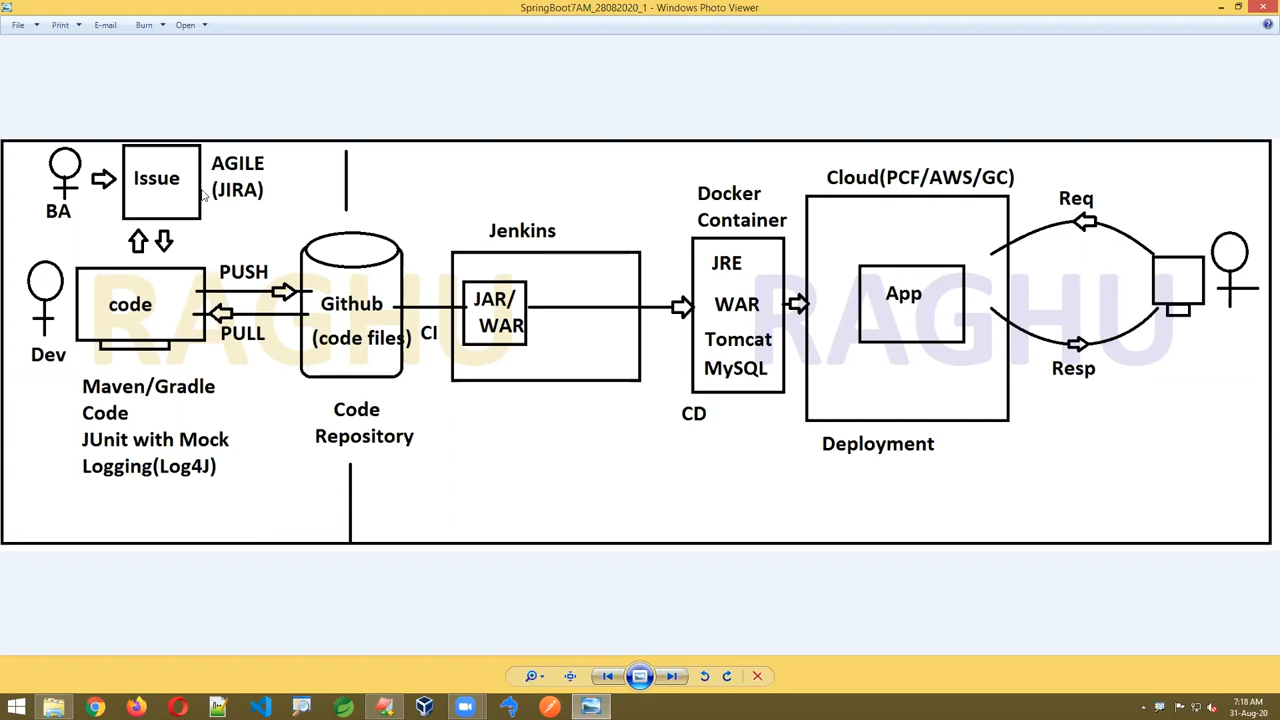 SpringBoot7AM_28082020_1 - Windows Photo Viewer
File Print E-mail Burn Open
BA
Issue
AGILE
(JIRA)
Dev
code
PUSH
PULL
Maven/Gradle
Code
JUnit with Mock
Logging(Log4J)
Github
(code files)
Code
Repository
CI
Jenkins
JAR/
WAR
Docker
Container
JRE
WAR
Tomcat
MySQL
CD
Cloud(PCF/AWS/GC)
App
Deployment
Req
Resp
RAGHU
RAGHU
7:18 AM
31-Aug-20